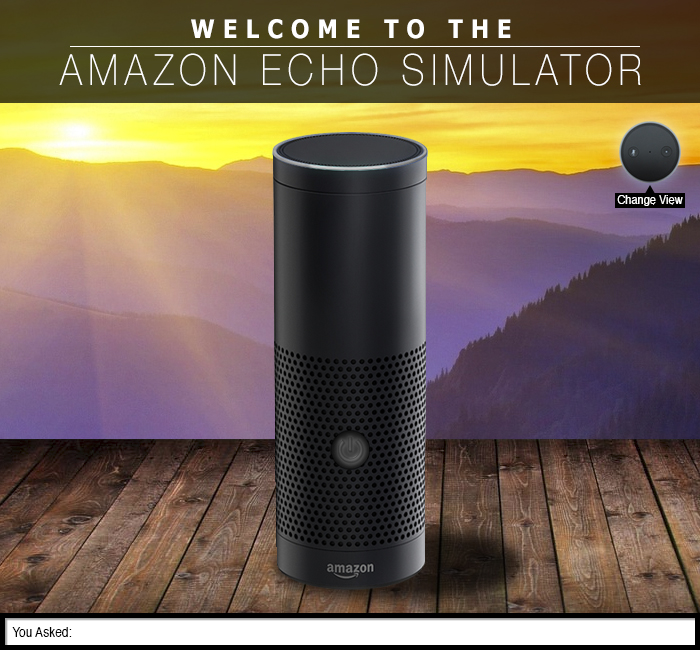 WELCOME TO THE
AMAZON ECHO SIMULATOR
Change View
amazon
You Asked: